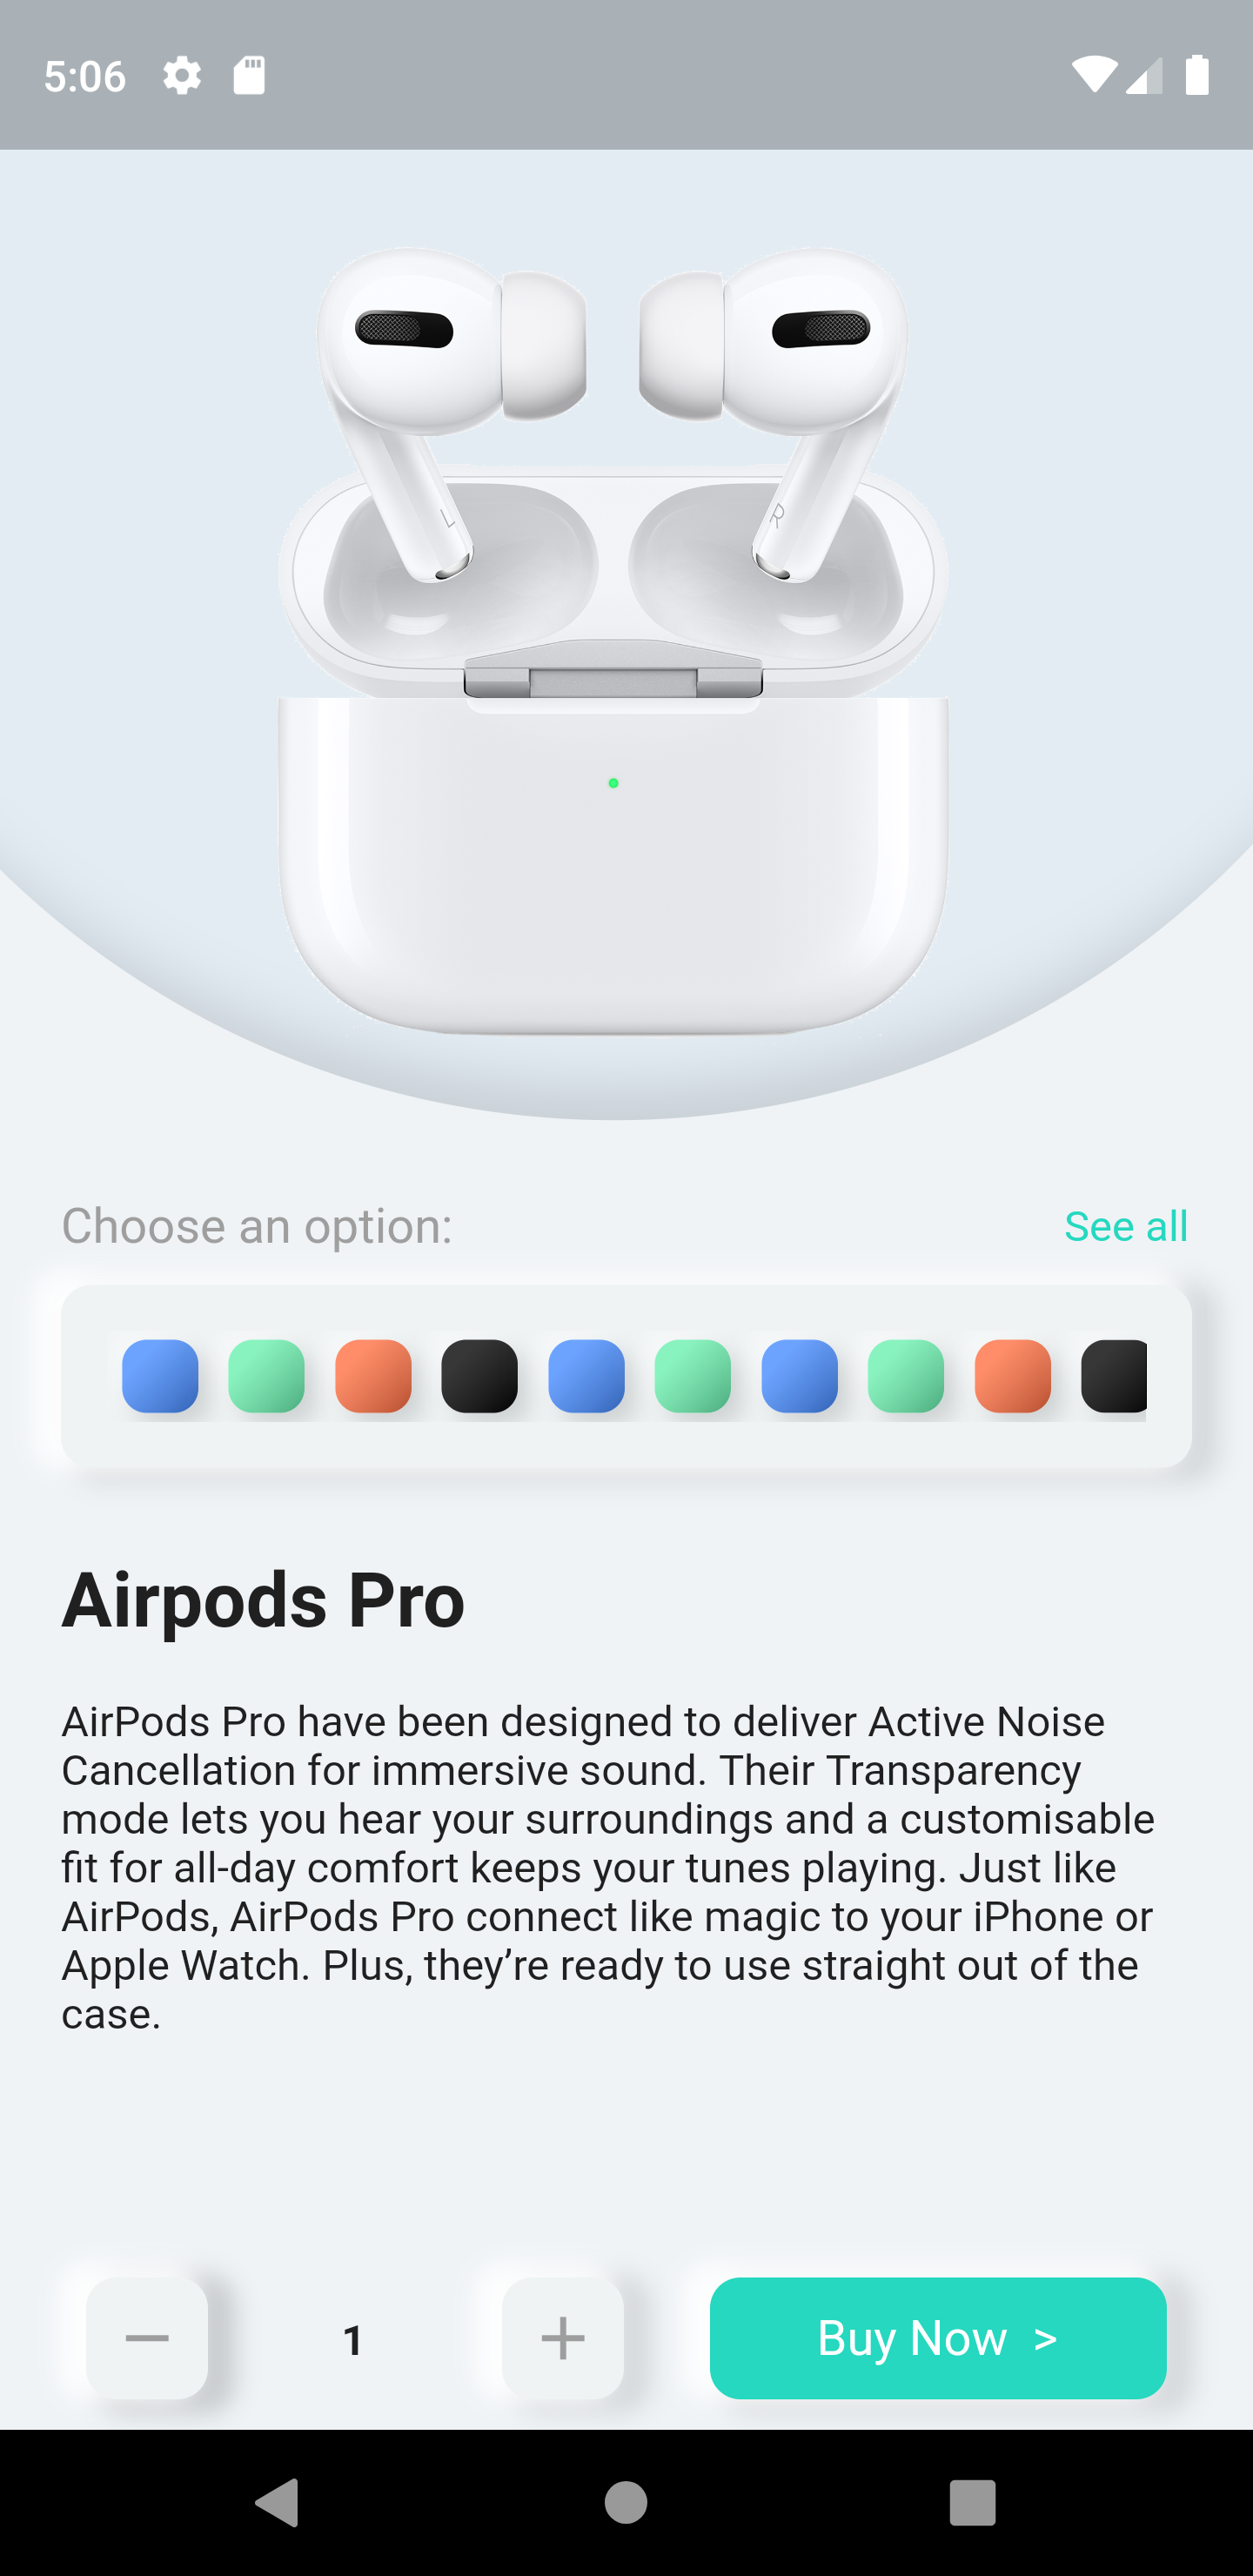 5:06
L
R
Choose an option:
See all
Airpods Pro
AirPods Pro have been designed to deliver Active Noise
Cancellation for immersive sound. Their Transparency
mode lets you hear your surroundings and a customisable
fit for all-day comfort keeps your tunes playing. Just like
AirPods, AirPods Pro connect like magic to your iPhone or
Apple Watch. Plus, they’re ready to use straight out of the
case.
1
Buy Now >